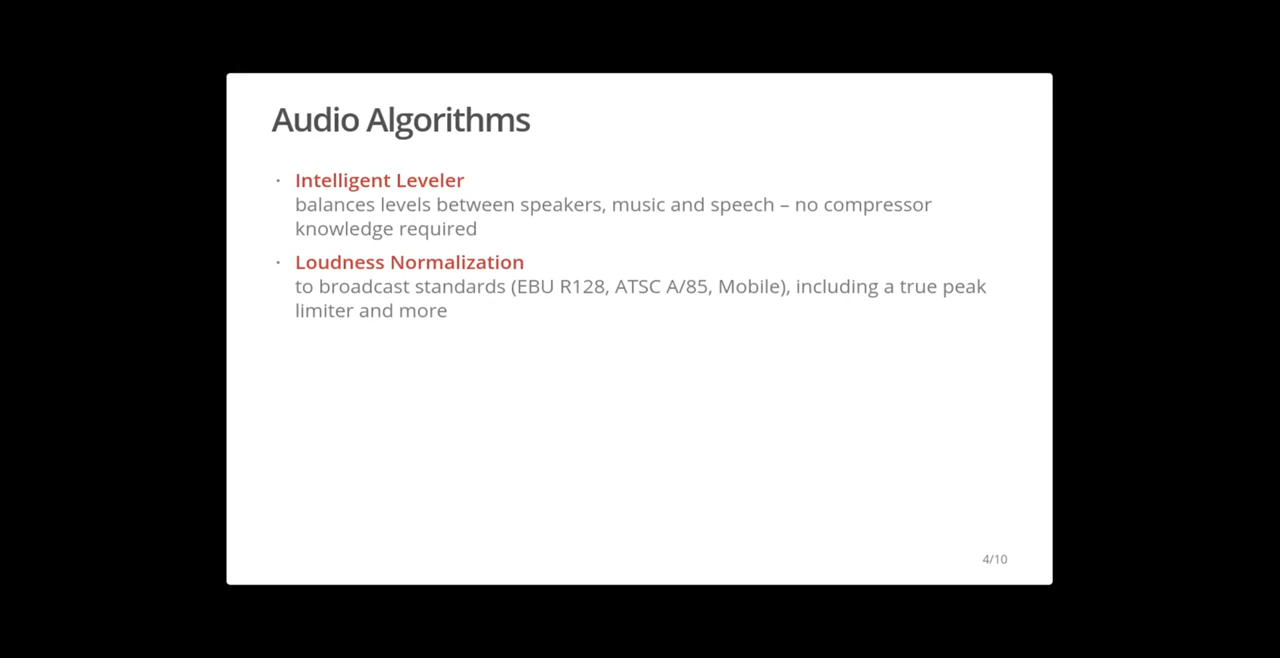 Audio Algorithms
· Intelligent Leveler
balances levels between speakers, music and speech – no compressor
knowledge required
· Loudness Normalization
to broadcast standards (EBU R128, ATSC A/85, Mobile), including a true peak
limiter and more
4/10